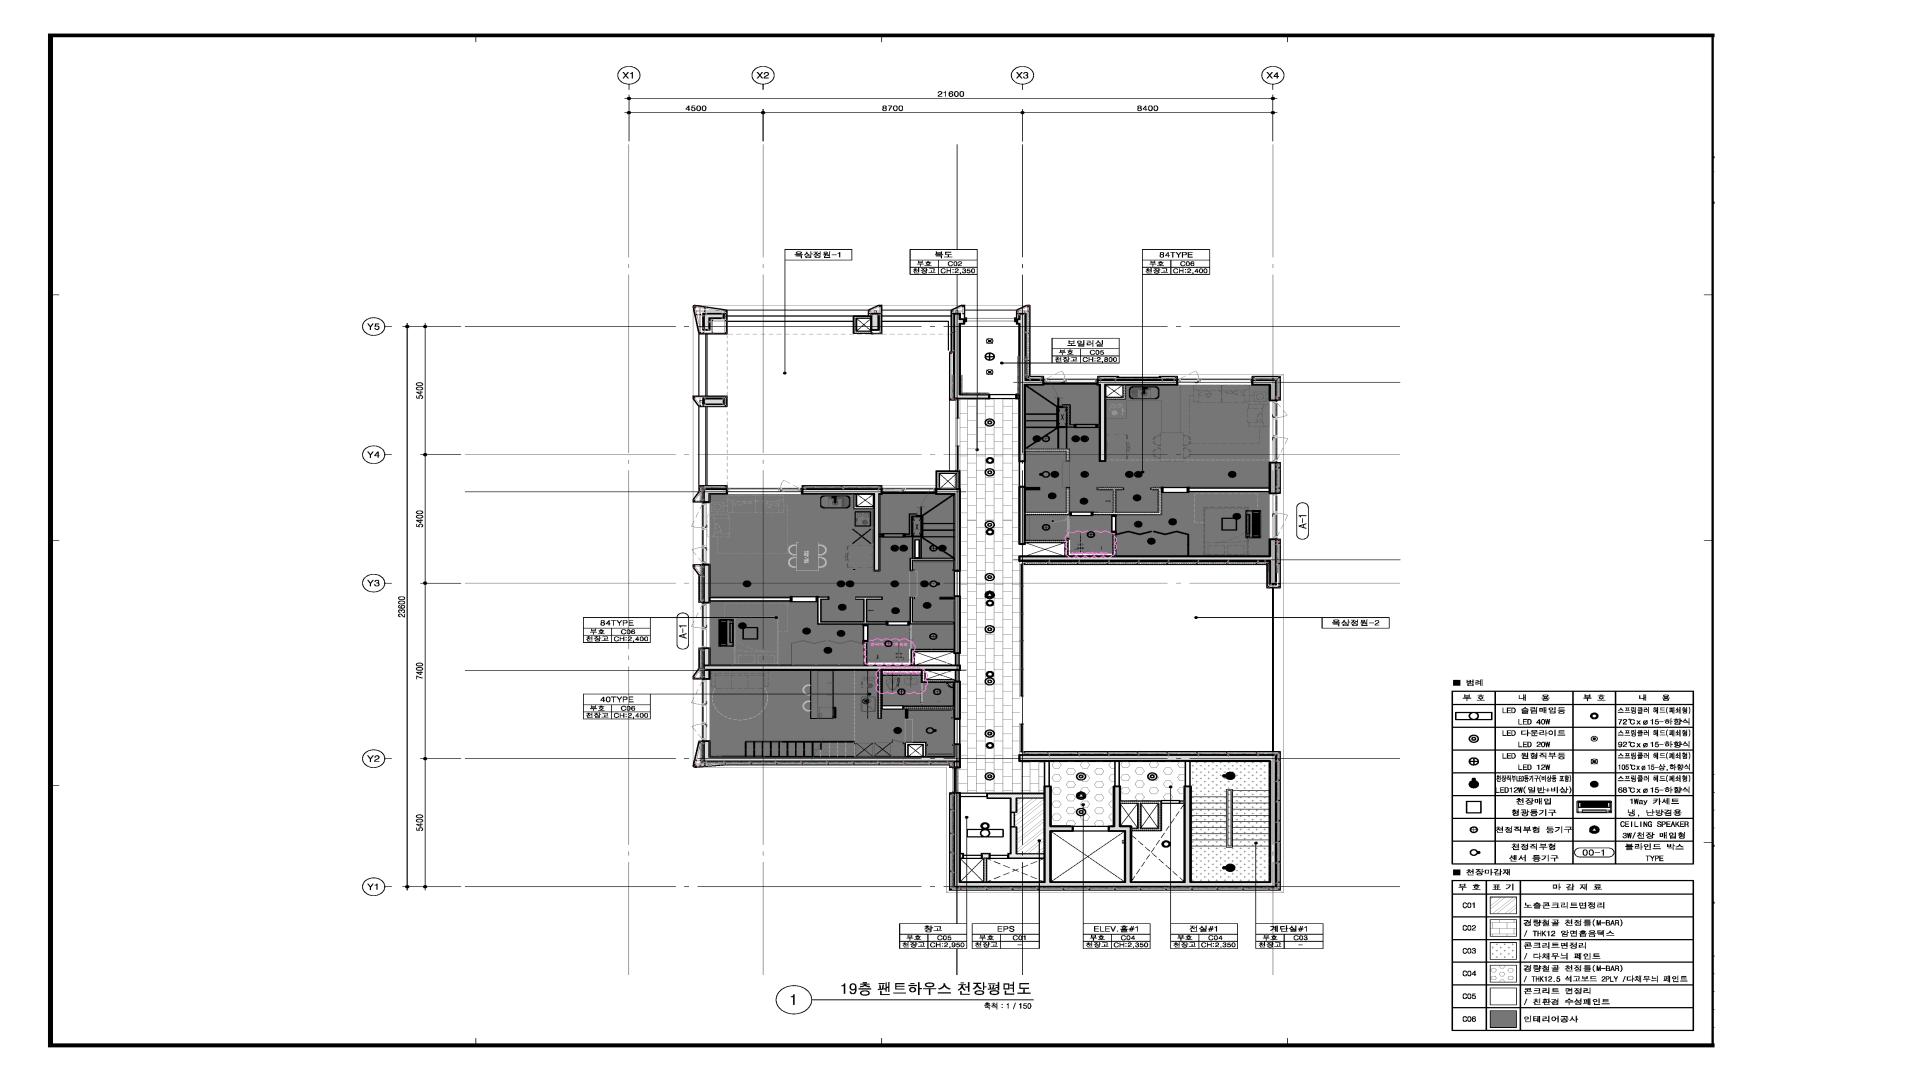 X1
X2
X3
X4
21600
4500
8700
8400
옥상정원-1
복도
부호
C02
천장고
CH:2,350
84TYPE
부호
C06
천장고
CH:2,400
Y5
보일러실
부호
C05
천장고
CH:2,800
5400
Y4
A-1
5400
Y3
23600
84TYPE
부호
C06
천장고
CH:2,400
A-1
옥상정원-2
7400
40TYPE
부호
C06
천장고
CH:2,400
Y2
5400
Y1
창고
부호
C05
천장고
CH:2,950
EPS
부호
C01
천장고
-
ELEV.홀#1
부호
C04
천장고
CH:2,350
전실#1
부호
C04
천장고
CH:2,350
계단실#1
부호
C03
천장고
-
1
19층 팬트하우스 천장평면도
축척 : 1 / 150
■ 범례
부 호
내 용
부 호
내 용
LED 슬림매입등
LED 40W
스프링클러 헤드(폐쇄형)
72℃xø15-하향식
LED 다운라이트
LED 20W
스프링클러 헤드(폐쇄형)
92℃xø15-하향식
LED 원형직부등
LED 12W
스프링클러 헤드(폐쇄형)
105℃xø15-상,하향식
천장직부LED등기구(비상등 포함)
LED12W(일반+비상)
스프링클러 헤드(폐쇄형)
68℃xø15-하향식
천장매입
형광등기구
1Way 카세트
냉, 난방겸용
천정직부형 등기구
CEILING SPEAKER
3W/천장 매입형
천정직부형
센서 등기구
00-1
블라인드 박스
TYPE
■ 천장마감재
부 호
표 기
마 감 재 료
C01
노출콘크리트면정리
C02
경량철골 천정틀(M-BAR)
/ THK12 암면흡음텍스
C03
콘크리트면정리
/ 다채무늬 페인트
C04
경량철골 천정틀(M-BAR)
/ THK12.5 석고보드 2PLY /다채무늬 페인트
C05
콘크리트 면정리
/ 친환경 수성페인트
C06
인테리어공사